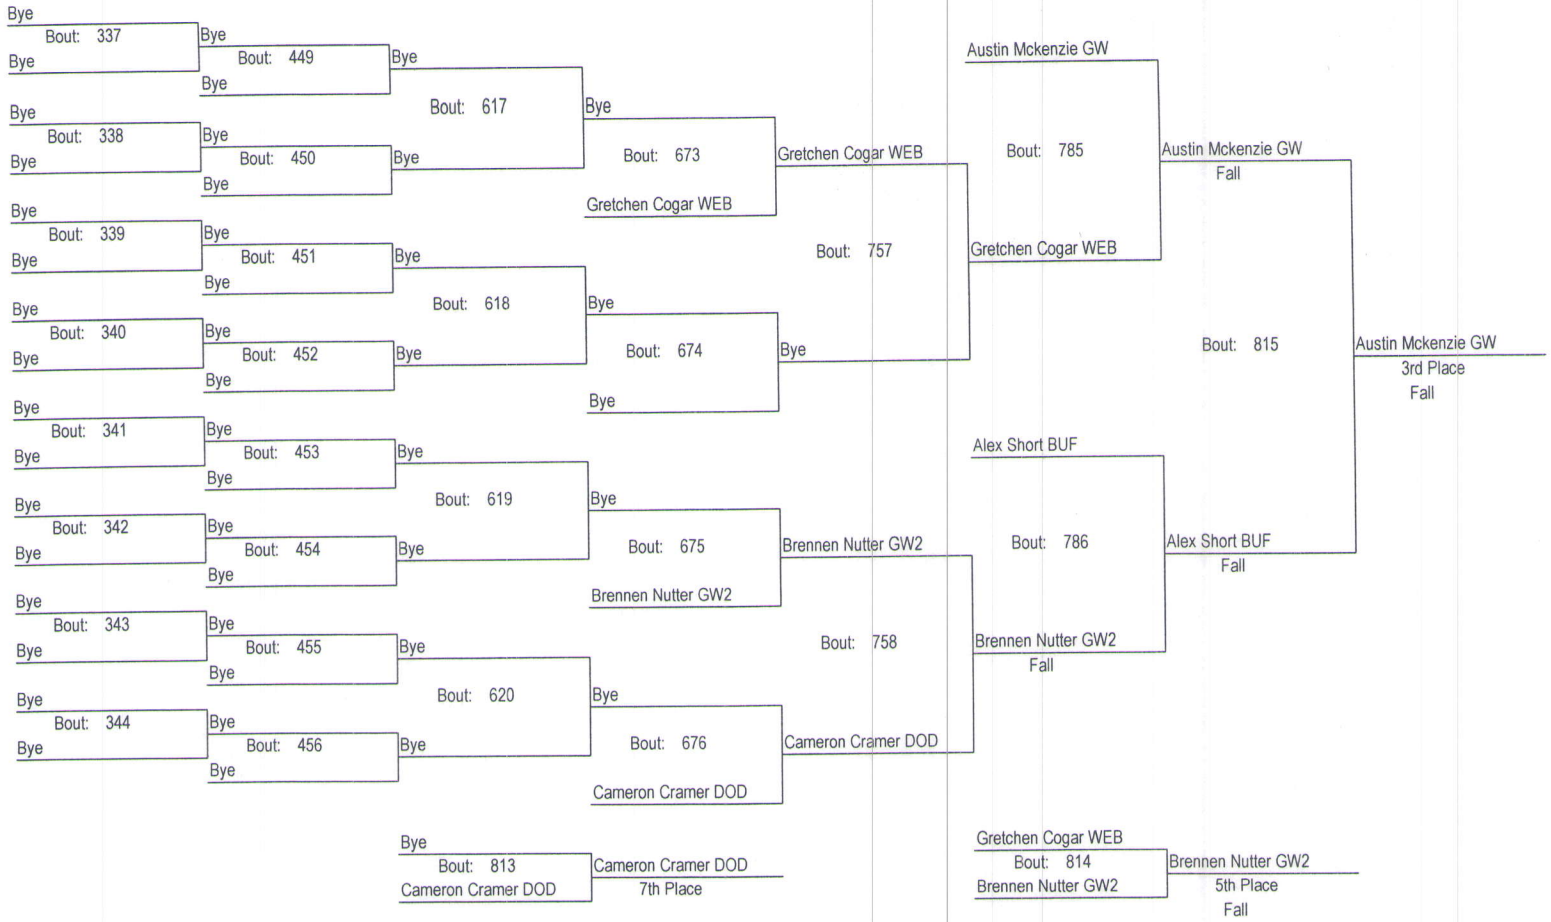 Bye
Bout: 337
Bye
Bye
Bout: 449
Bye
Bye
Bout: 338
Bye
Bye
Bout: 450
Bye
Bye
Bout: 617
Bye
Bye
Bout: 339
Bye
Bye
Bout: 451
Bye
Bye
Bout: 340
Bye
Bye
Bout: 452
Bye
Bye
Bout: 618
Bye
Bye
Bout: 341
Bye
Bye
Bout: 453
Bye
Bye
Bout: 342
Bye
Bye
Bout: 454
Bye
Bye
Bout: 619
Bye
Bye
Bout: 343
Bye
Bye
Bout: 455
Bye
Bye
Bout: 344
Bye
Bye
Bout: 456
Bye
Bye
Bout: 620
Bye
Bye
Bout: 673
Gretchen Cogar WEB
Bye
Bout: 674
Bye
Bye
Bout: 675
Brennen Nutter GW2
Bye
Bout: 676
Cameron Cramer DOD
Gretchen Cogar WEB
Bout: 757
Bye
Brennen Nutter GW2
Bout: 758
Cameron Cramer DOD
Austin Mckenzie GW
Bout: 785
Gretchen Cogar WEB
Alex Short BUF
Bout: 786
Brennen Nutter GW2
Fall
Austin Mckenzie GW
Fall
Bout: 815
Alex Short BUF
Fall
Austin Mckenzie GW
3rd Place
Fall
Bye
Bout: 813
Cameron Cramer DOD
Cameron Cramer DOD
7th Place
Gretchen Cogar WEB
Bout: 814
Brennen Nutter GW2
Brennen Nutter GW2
5th Place
Fall